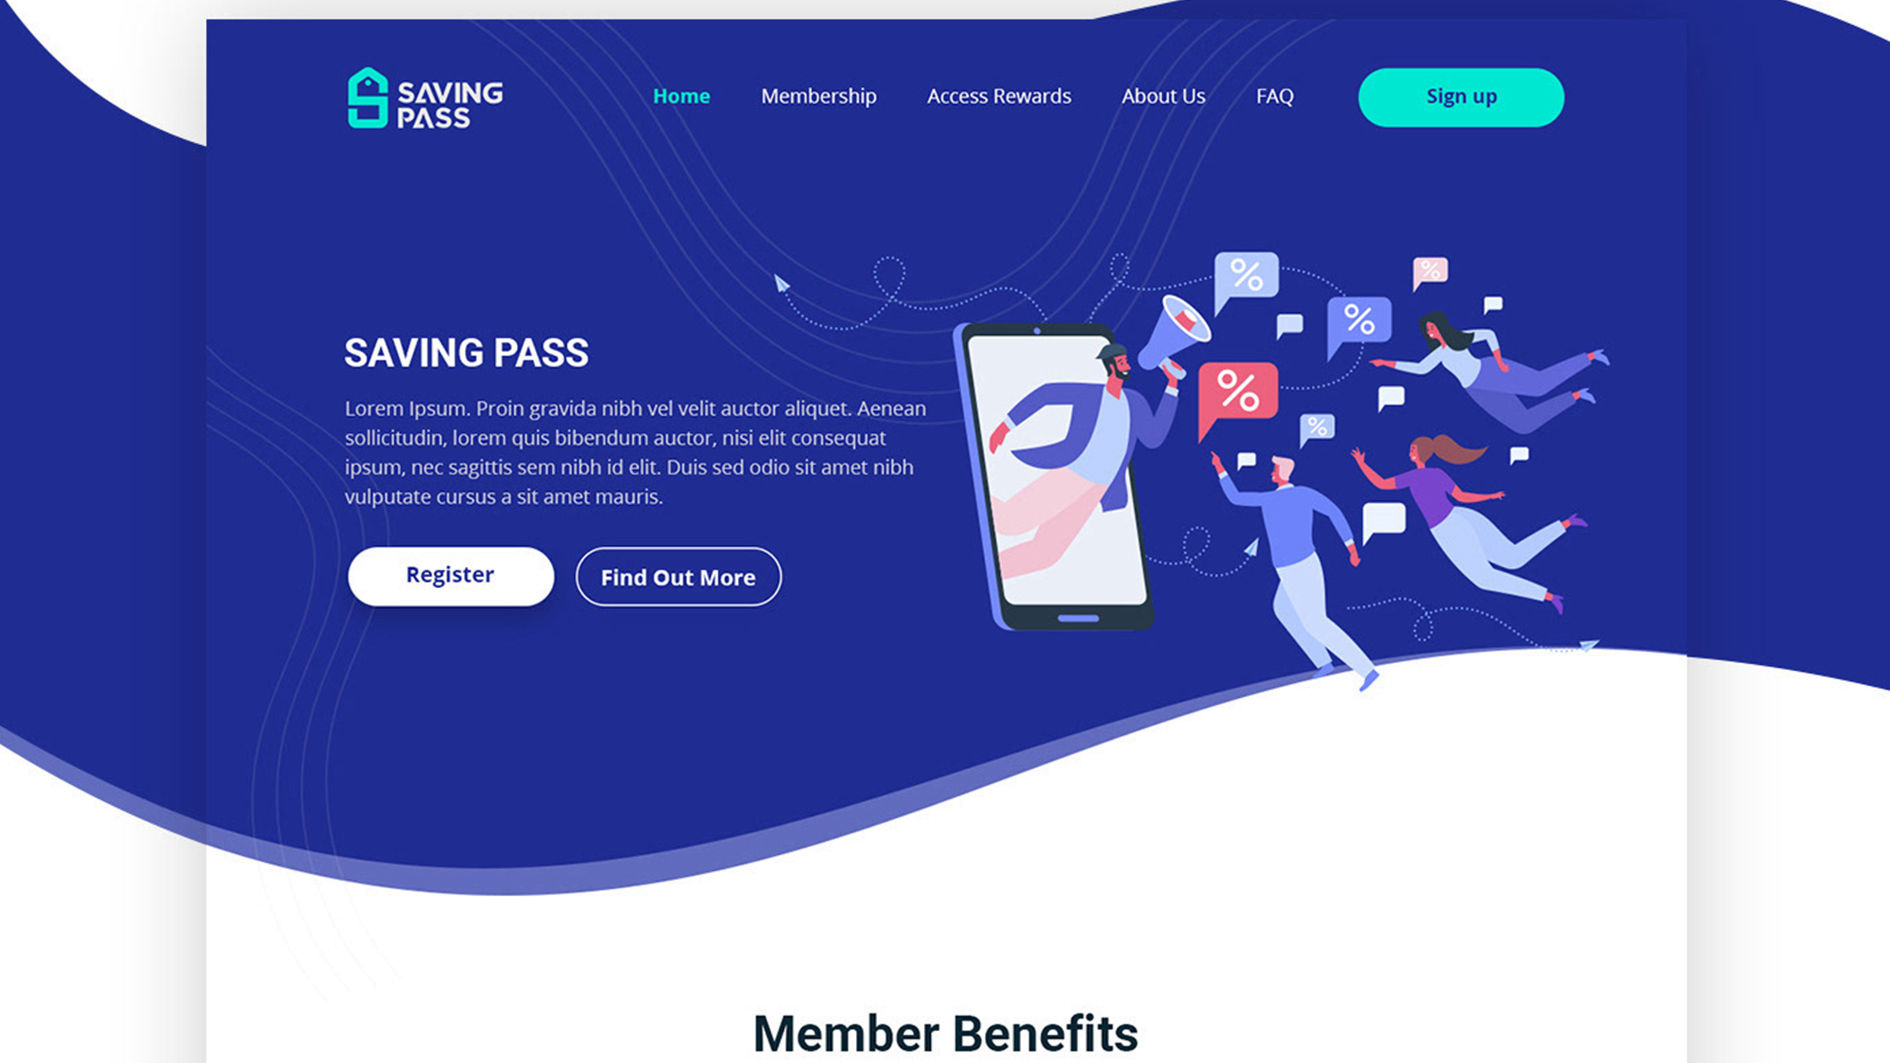 SAVING
PASS
Home
Membership
Access Rewards
About Us
FAQ
Sign up
%
%
%
%
%
SAVING PASS
Lorem Ipsum. Proin gravida nibh vel velit auctor aliquet. Aenean
sollicitudin, lorem quis bibendum auctor, nisi elit consequat
ipsum, nec sagittis sem nibh id elit. Duis sed odio sit amet nibh
vulputate cursus a sit amet mauris.
Register
Find Out More
Member Benefits